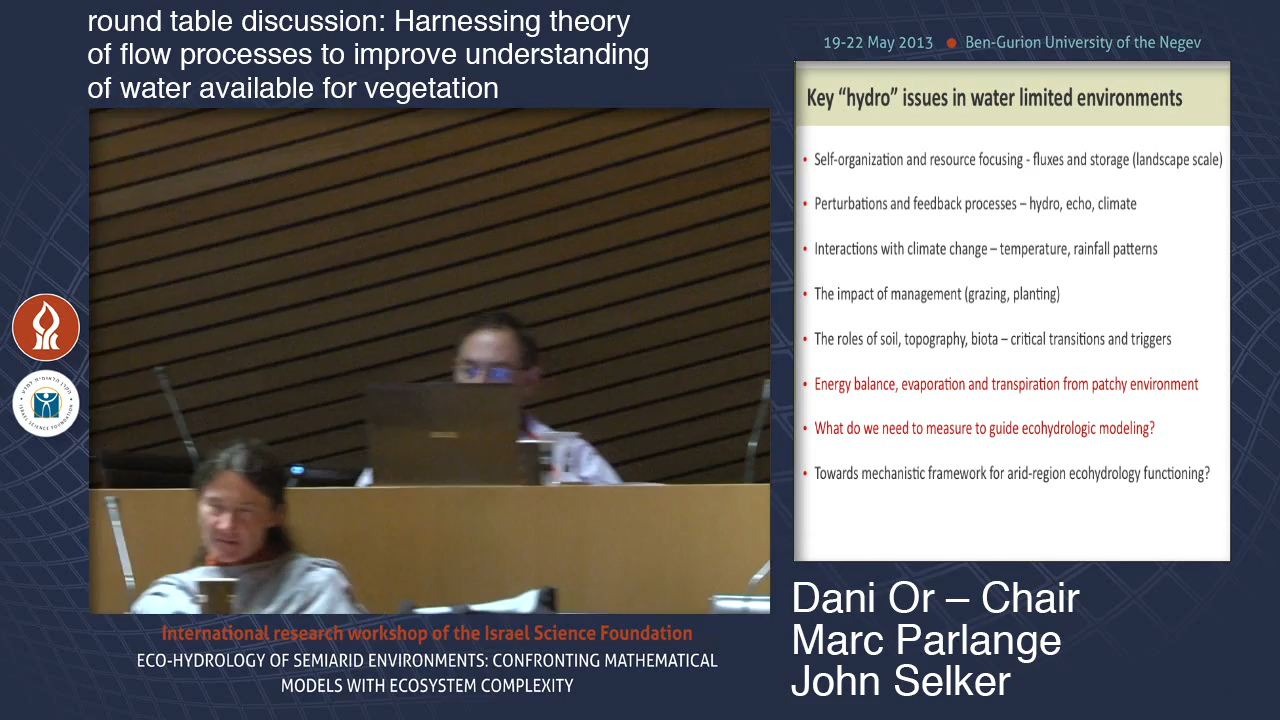 round table discussion: Harnessing theory
of flow processes to improve understanding
of water available for vegetation
19-22 May 2013 ● Ben-Gurion University of the Negev
Key “hydro” issues in water limited environments
• Self-organization and resource focusing - fluxes and storage (landscape scale)
• Perturbations and feedback processes – hydro, echo, climate
• Interactions with climate change – temperature, rainfall patterns
• The impact of management (grazing, planting)
• The roles of soil, topography, biota – critical transitions and triggers
• Energy balance, evaporation and transpiration from patchy environment
• What do we need to measure to guide ecohydrologic modeling?
• Towards mechanistic framework for arid-region ecohydrology functioning?
Dani Or – Chair
Marc Parlange
John Selker
International research workshop of the Israel Science Foundation
ECO-HYDROLOGY OF SEMIARID ENVIRONMENTS: CONFRONTING MATHEMATICAL
MODELS WITH ECOSYSTEM COMPLEXITY
ISRAEL SCIENCE FOUNDATION